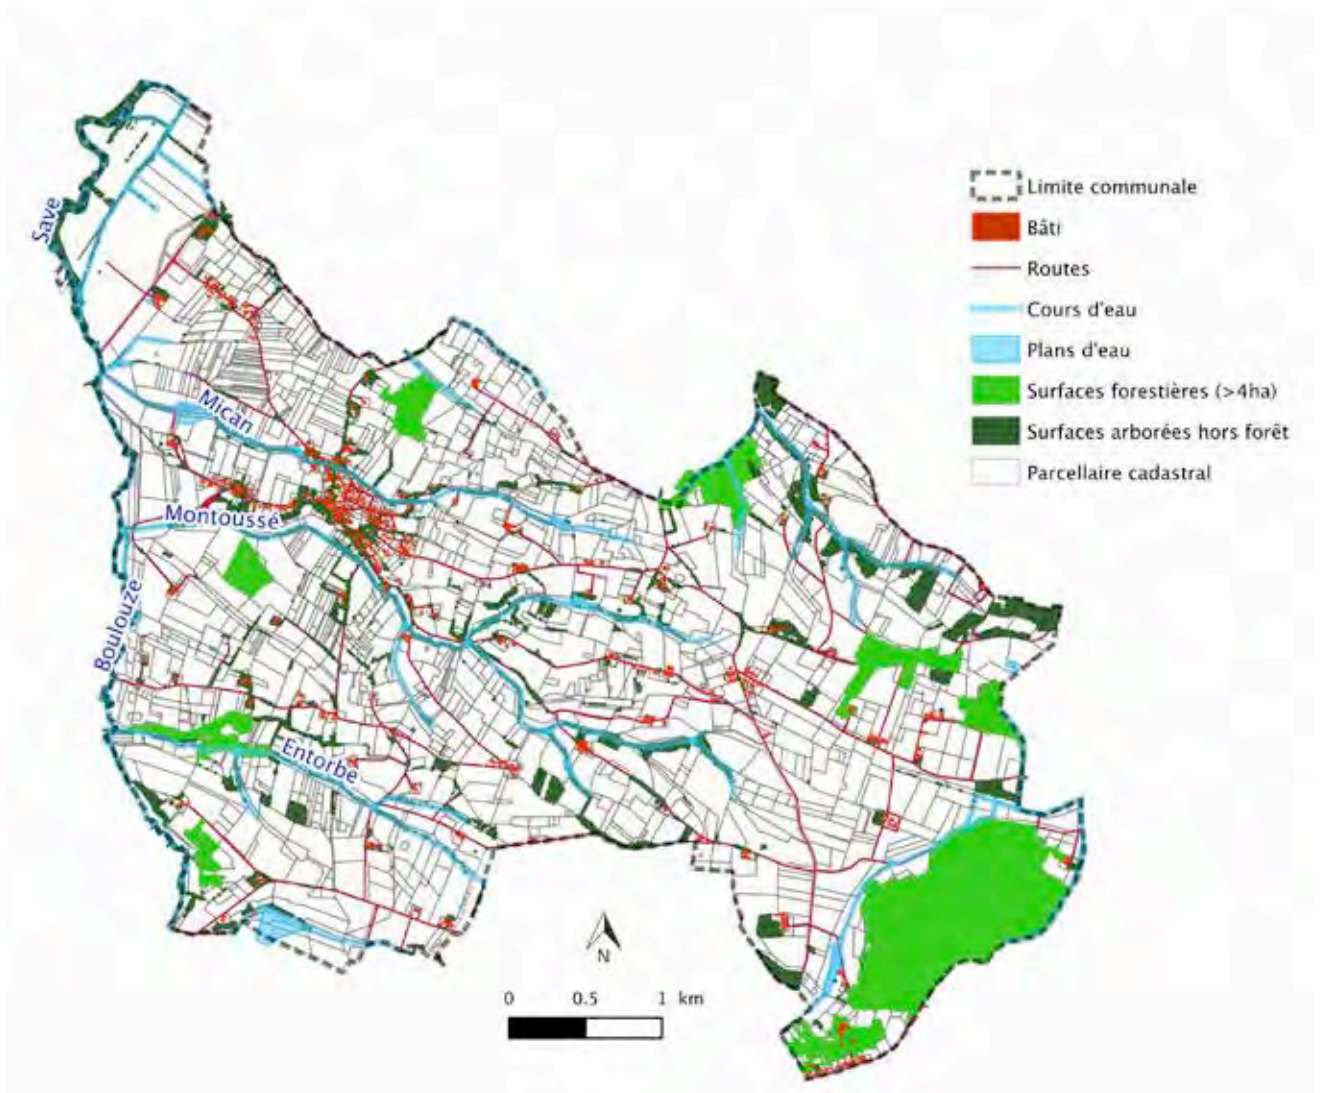 Save
Limite communale
Bâti
Routes
Cours d'eau
Plans d'eau
Surfaces forestières (>4ha)
Surfaces arborées hors forêt
Parcellaire cadastral
Mican
Montoussé
Boulouze
Entorbe
N
0 0.5 1 km